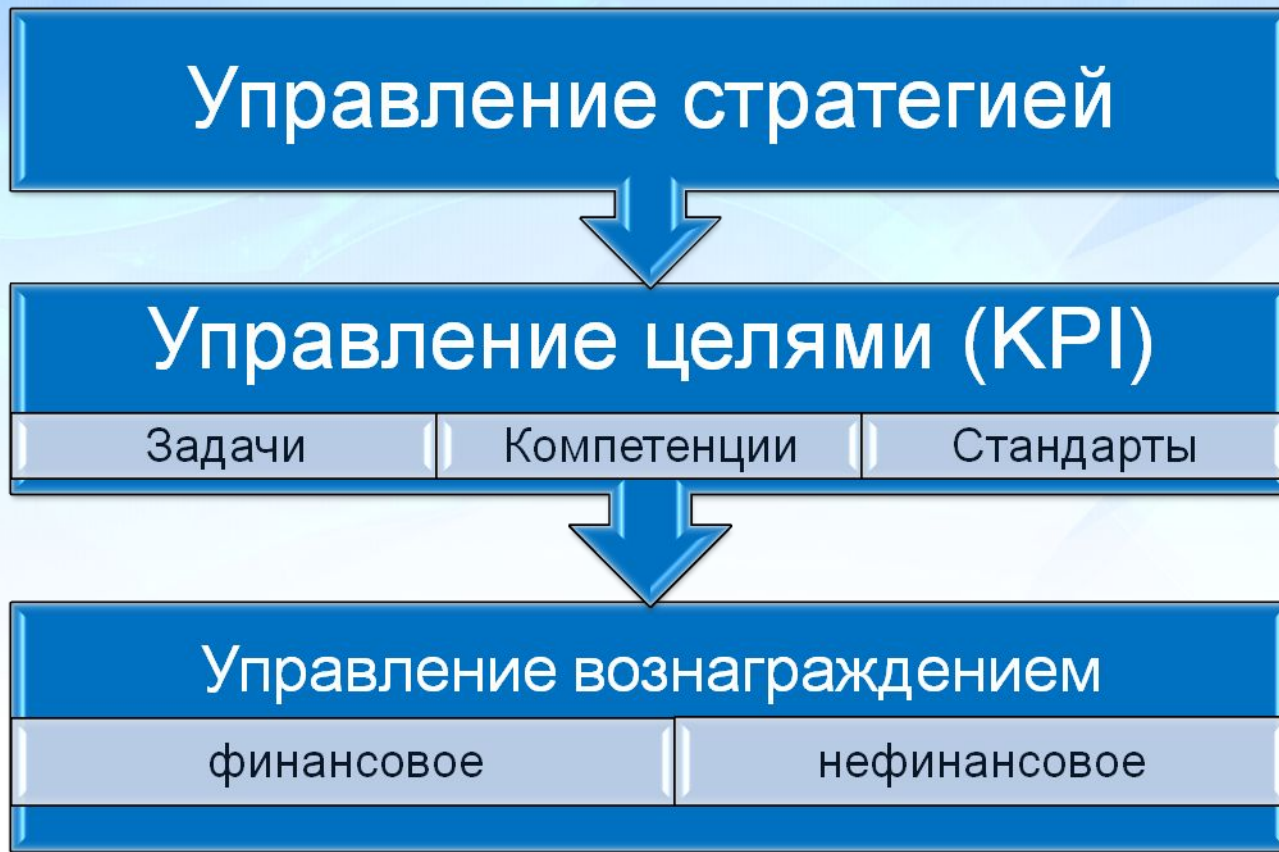 Управление стратегией
Управление целями (KPI)
Задачи Компетенции Стандарты
Управление вознаграждением
финансовое нефинансовое